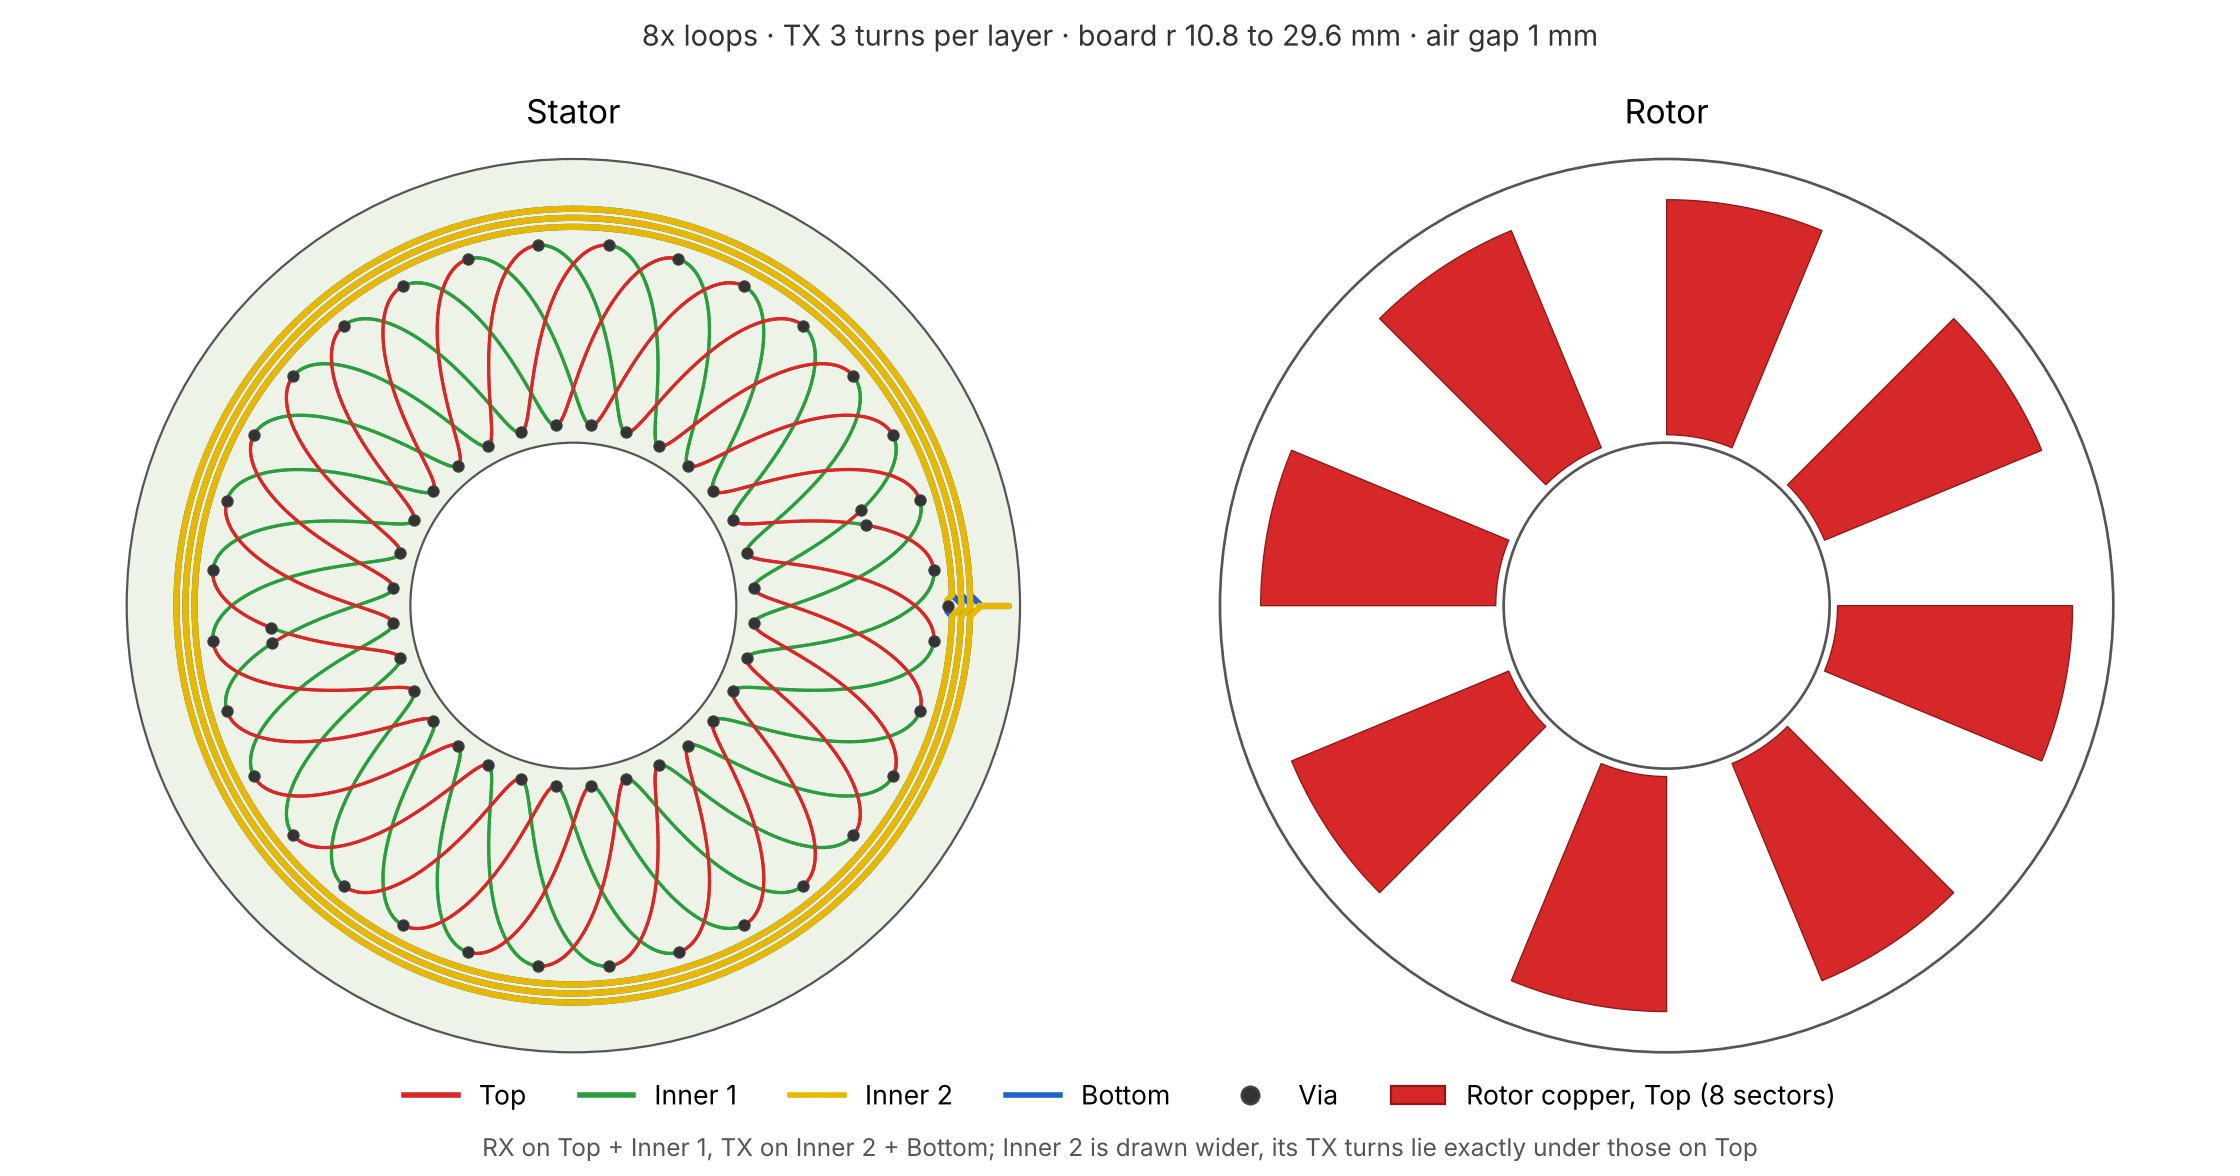 8x loops · TX 3 turns per layer · board r 10.8 to 29.6 mm · air gap 1 mm
Stator
Rotor
Top
Inner 1
Inner 2
Bottom
Via
Rotor copper, Top (8 sectors)
RX on Top + Inner 1, TX on Inner 2 + Bottom; Inner 2 is drawn wider, its TX turns lie exactly under those on Top